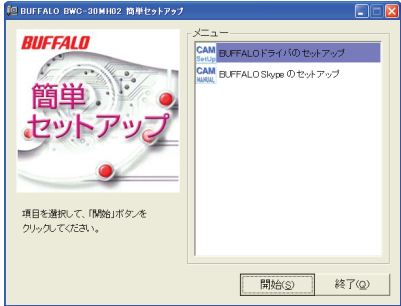 BUFFALO BWC-30MH02 簡単セットアップ
BUFFALO
簡単
セットアップ
項目を選択して、「開始」ボタンを
クリックしてください。
メニュー
CAM
SetUp
BUFFALOドライバのセットアップ
CAM
MANUAL
BUFFALO Skype のセットアップ
開始(S)
終了(Q)